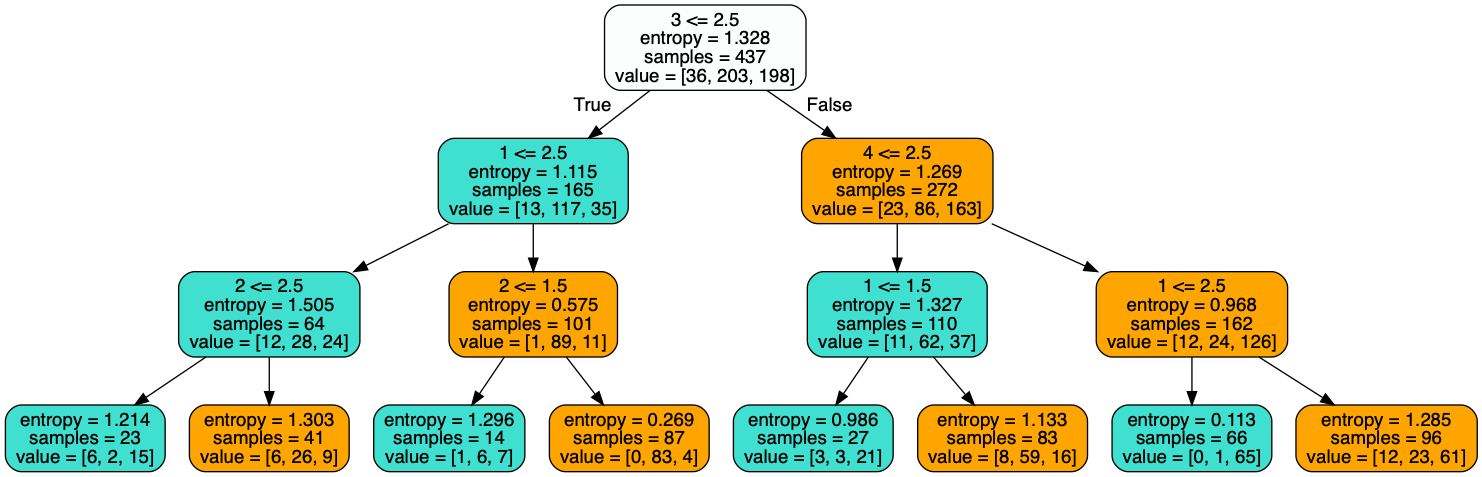 3 <= 2.5
entropy = 1.328
samples = 437
value = [36, 203, 198]
True
False
1 <= 2.5
entropy = 1.115
samples = 165
value = [13, 117, 35]
4 <= 2.5
entropy = 1.269
samples = 272
value = [23, 86, 163]
2 <= 2.5
entropy = 1.505
samples = 64
value = [12, 28, 24]
2 <= 1.5
entropy = 0.575
samples = 101
value = [1, 89, 11]
1 <= 1.5
entropy = 1.327
samples = 110
value = [11, 62, 37]
1 <= 2.5
entropy = 0.968
samples = 162
value = [12, 24, 126]
entropy = 1.214
samples = 23
value = [6, 2, 15]
entropy = 1.303
samples = 41
value = [6, 26, 9]
entropy = 1.296
samples = 14
value = [1, 6, 7]
entropy = 0.269
samples = 87
value = [0, 83, 4]
entropy = 0.986
samples = 27
value = [3, 3, 21]
entropy = 1.133
samples = 83
value = [8, 59, 16]
entropy = 0.113
samples = 66
value = [0, 1, 65]
entropy = 1.285
samples = 96
value = [12, 23, 61]